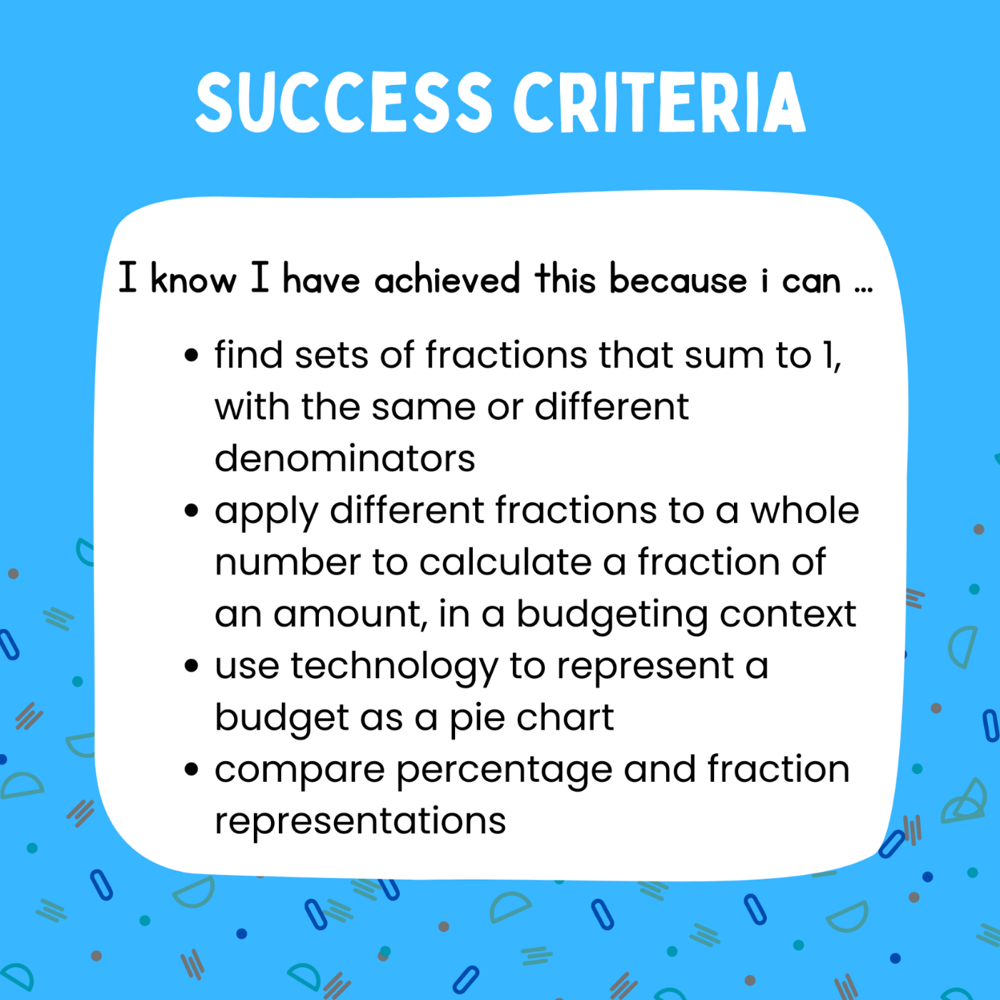 SUCCESS CRITERIA
I know I have achieved this because i can ...
• find sets of fractions that sum to 1,
with the same or different
denominators
• apply different fractions to a whole
number to calculate a fraction of
an amount, in a budgeting context
• use technology to represent a
budget as a pie chart
• compare percentage and fraction
representations